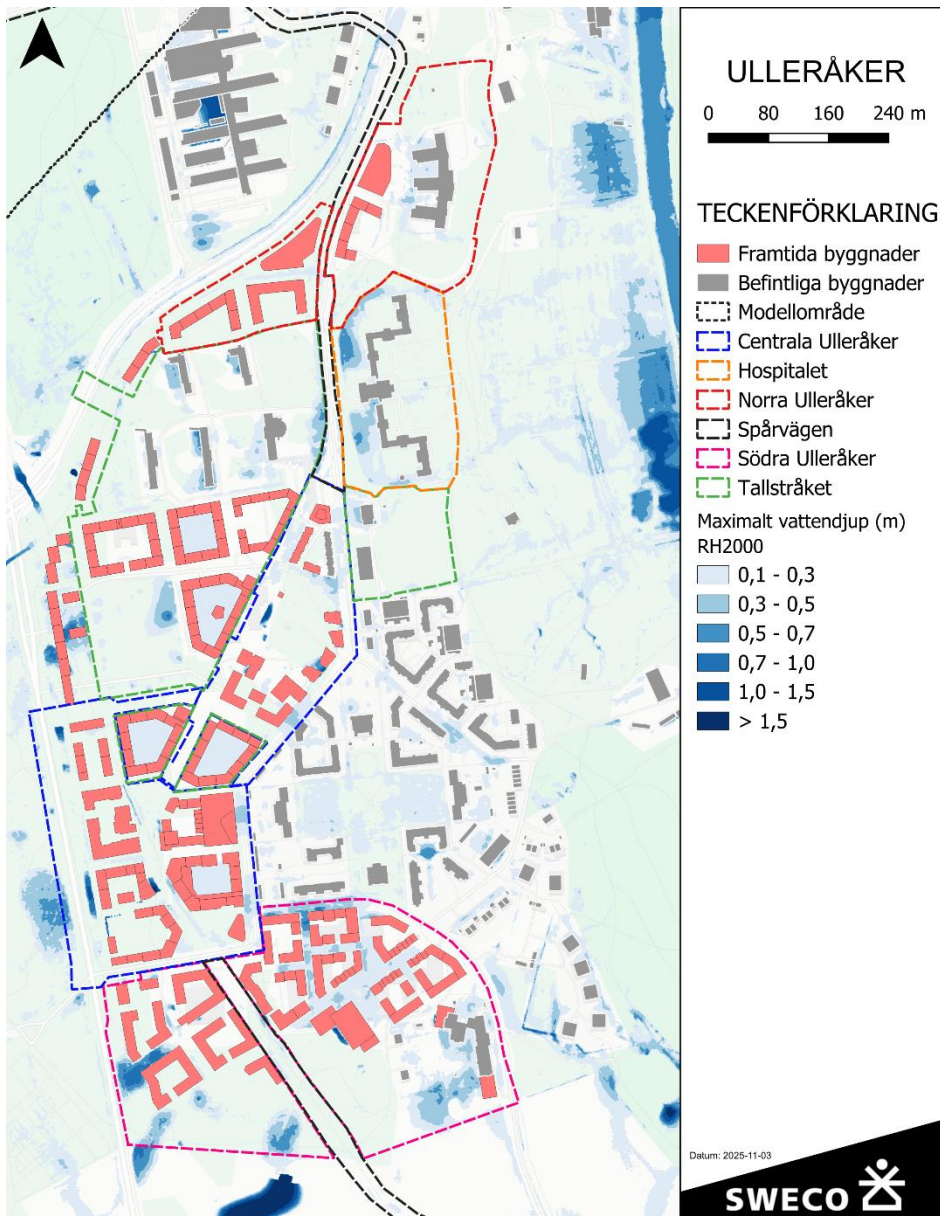 ULLERÅKER
0 80 160 240 m
TECKENFÖRKLARING
Framtida byggnader
Befintliga byggnader
Modellområde
Centrala Ulleråker
Hospitalet
Norra Ulleråker
Spårvägen
Södra Ulleråker
Tallstråket
Maximalt vattendjup (m)
RH2000
0,1 - 0,3
0,3 - 0,5
0,5 - 0,7
0,7 - 1,0
1,0 - 1,5
> 1,5
Datum: 2025-11-03
SWECO